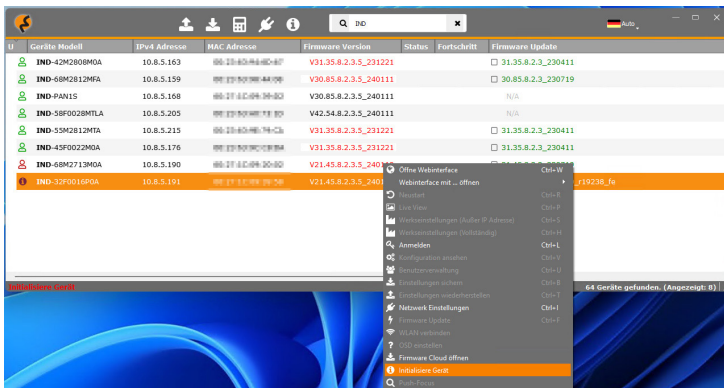 IND Auto
U Geräte Modell IPv4 Adresse MAC Adresse Firmware Version Status Fortschritt Firmware Update
IND-42M2808M0A 10.8.5.163 V31.35.8.2.3.5_231221 31.35.8.2.3_230411
IND-68M2812MFA 10.8.5.159 V30.85.8.2.3.5_240111 30.85.8.2.3_230719
IND-PAN1S 10.8.5.168 V30.85.8.2.3.5_240111 N/A
IND-58F0028MTLA 10.8.5.205 V42.54.8.2.3.5_240111 N/A
IND-55M2812MTA 10.8.5.215 V31.35.8.2.3.5_231221 31.35.8.2.3_230411
IND-45F0022M0A 10.8.5.176 V31.35.8.2.3.5_231221 31.35.8.2.3_230411
IND-68M2713M0A 10.8.5.190 V21.45.8.2.3.5_2401
IND-32F0016P0A 10.8.5.191 V21.45.8.2.3.5_2401 _r19238_fe
Öffne Webinterface Ctrl+W
Webinterface mit ... öffnen
Neustart Ctrl+R
Live View Ctrl+P
Werkseinstellungen (Außer IP Adresse) Ctrl+S
Werkseinstellungen (Vollständig) Ctrl+H
Anmelden Ctrl+L
Konfiguration ansehen Ctrl+V
Benutzerverwaltung Ctrl+U
Einstellungen sichern Ctrl+B
Einstellungen wiederherstellen Ctrl+T
Netzwerk Einstellungen Ctrl+I
Firmware Update Ctrl+F
WLAN verbinden
OSD einstellen
Firmware Cloud öffnen
Initialisiere Gerät
Push-Focus
Initialisiere Gerät 64 Geräte gefunden. (Angezeigt: 8)